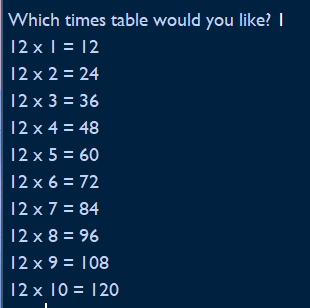 Which times table would you like? 1
12 x 1 = 12
12 x 2 = 24
12 x 3 = 36
12 x 4 = 48
12 x 5 = 60
12 x 6 = 72
12 x 7 = 84
12 x 8 = 96
12 x 9 = 108
12 x 10 = 120